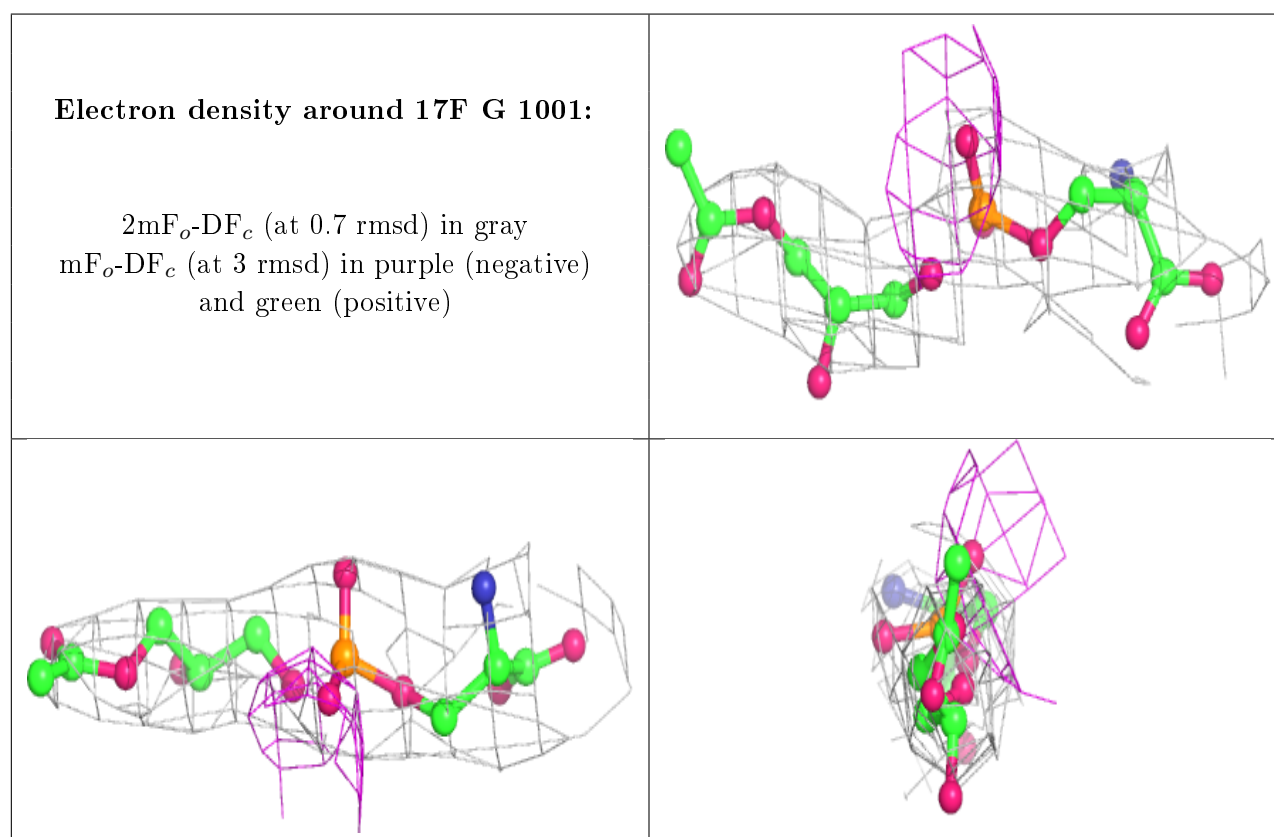 Electron density around 17F G 1001:
2mFo-DFc (at 0.7 rmsd) in gray
mFo-DFc (at 3 rmsd) in purple (negative)
and green (positive)